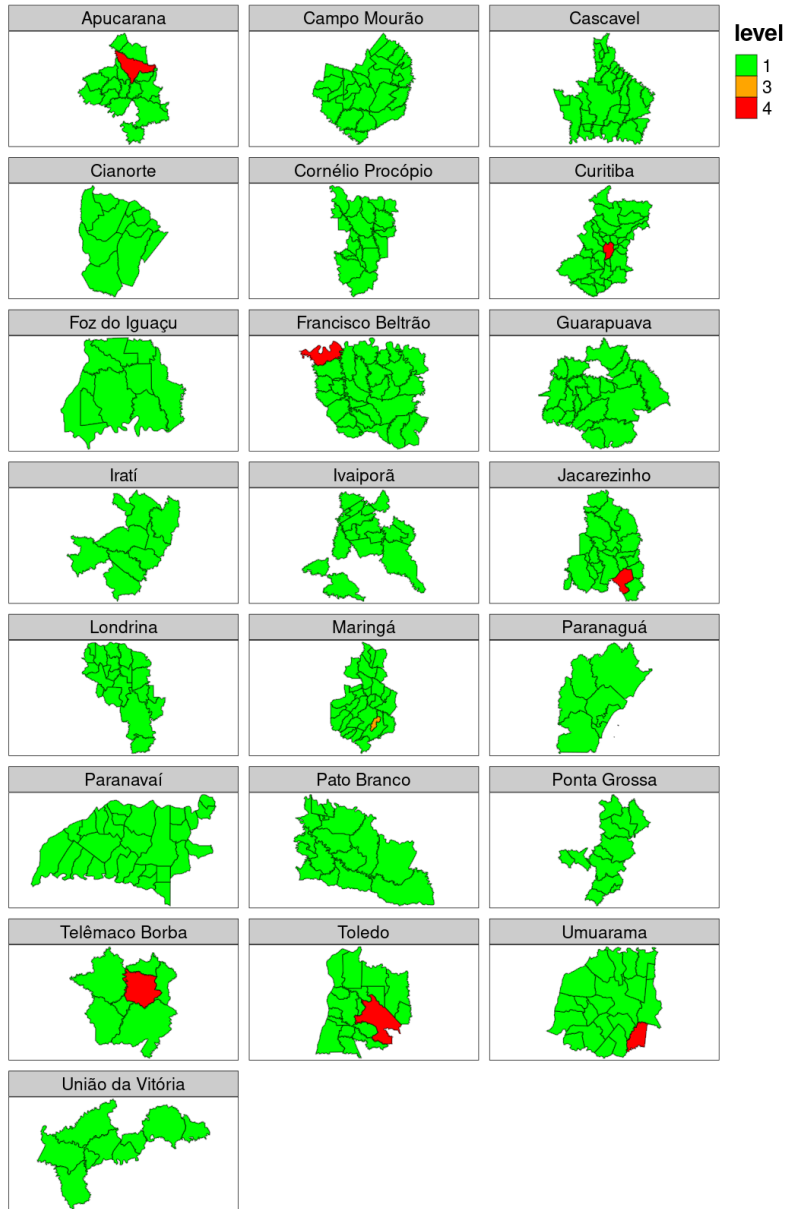 Apucarana
Campo Mourão
Cascavel
level
1
3
4
Cianorte
Cornélio Procópio
Curitiba
Foz do Iguaçu
Francisco Beltrão
Guarapuava
Iratí
Ivaiporã
Jacarezinho
Londrina
Maringá
Paranaguá
Paranavaí
Pato Branco
Ponta Grossa
Telêmaco Borba
Toledo
Umuarama
União da Vitória